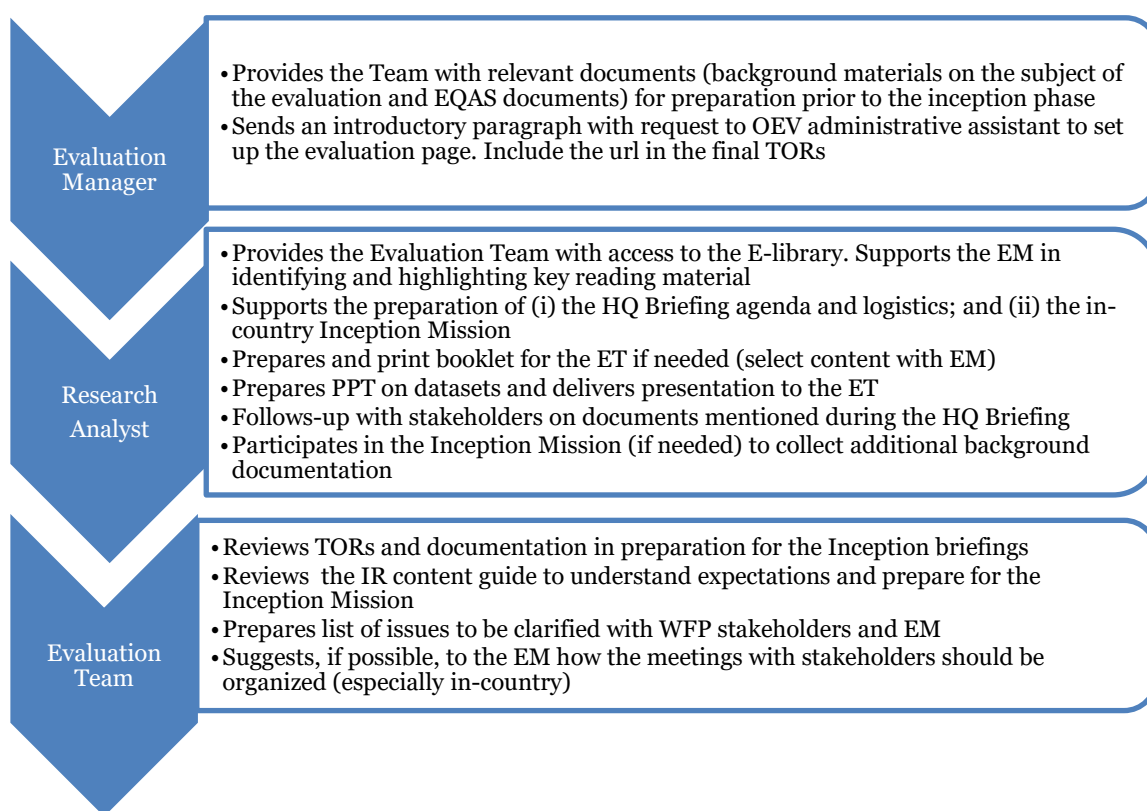 Evaluation
Manager
•Provides the Team with relevant documents (background materials on the subject of
the evaluation and EQAS documents) for preparation prior to the inception phase
•Sends an introductory paragraph with request to OEV administrative assistant to set
up the evaluation page. Include the url in the final TORs
Research
Analyst
•Provides the Evaluation Team with access to the E-library. Supports the EM in
identifying and highlighting key reading material
•Supports the preparation of (i) the HQ Briefing agenda and logistics; and (ii) the in-
country Inception Mission
•Prepares and print booklet for the ET if needed (select content with EM)
•Prepares PPT on datasets and delivers presentation to the ET
•Follows-up with stakeholders on documents mentioned during the HQ Briefing
•Participates in the Inception Mission (if needed) to collect additional background
documentation
Evaluation
Team
•Reviews TORs and documentation in preparation for the Inception briefings
•Reviews the IR content guide to understand expectations and prepare for the
Inception Mission
•Prepares list of issues to be clarified with WFP stakeholders and EM
•Suggests, if possible, to the EM how the meetings with stakeholders should be
organized (especially in-country)